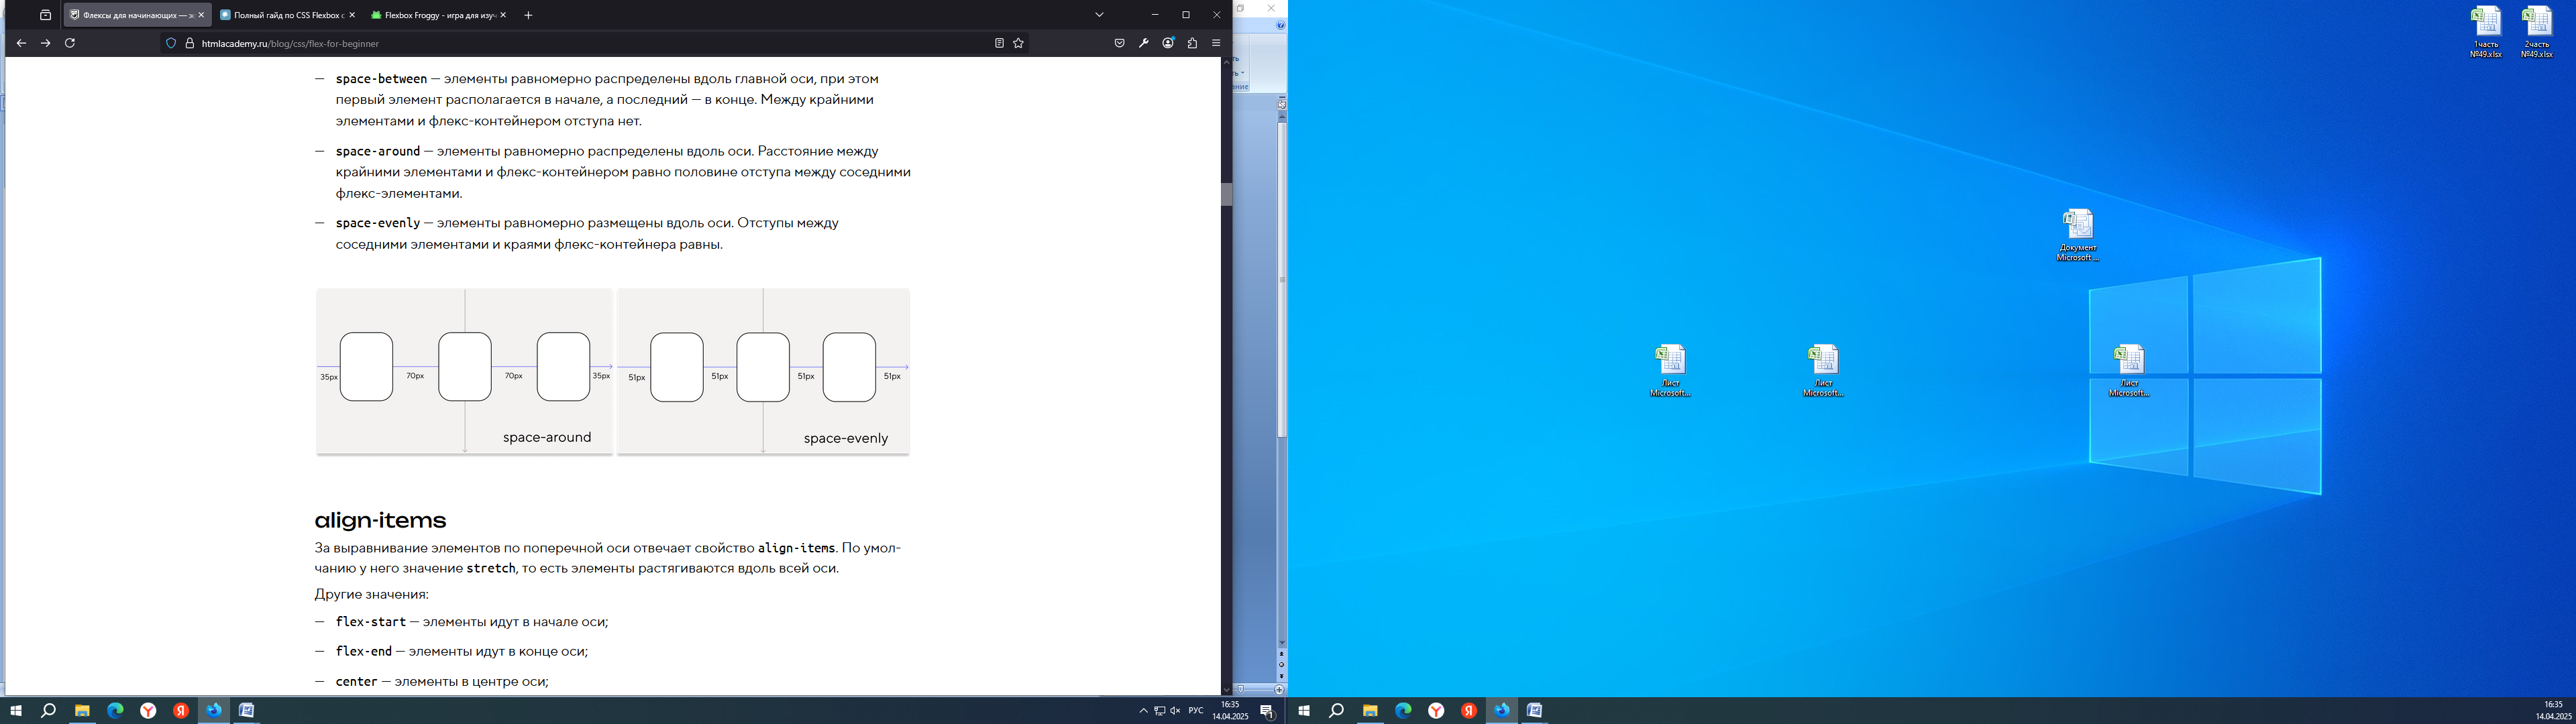 Флексы для начинающих — э
Полный гайд по CSS Flexbox с
Flexbox Froggy - игра для изуч
htmlacademy.ru/blog/css/flex-for-beginner
— space-between — элементы равномерно распределены вдоль главной оси, при этом
первый элемент располагается в начале, а последний — в конце. Между крайними
элементами и флекс-контейнером отступа нет.
— space-around — элементы равномерно распределены вдоль оси. Расстояние между
крайними элементами и флекс-контейнером равно половине отступа между соседними
флекс-элементами.
— space-evenly — элементы равномерно размещены вдоль оси. Отступы между
соседними элементами и краями флекс-контейнера равны.
35px 70px 70px 35px
space-around
51px 51px 51px 51px
space-evenly
align-items
За выравнивание элементов по поперечной оси отвечает свойство align-items. По умол-
чанию у него значение stretch, то есть элементы растягиваются вдоль всей оси.
Другие значения:
— flex-start — элементы идут в начале оси;
— flex-end — элементы идут в конце оси;
— center — элементы в центре оси;
РУС
16:35
14.04.2025
1
1часть
№49.xlsx
2часть
№49.xlsx
Документ
Microsoft ...
Лист
Microsoft...
Лист
Microsoft...
Лист
Microsoft...
16:35
14.04.2025